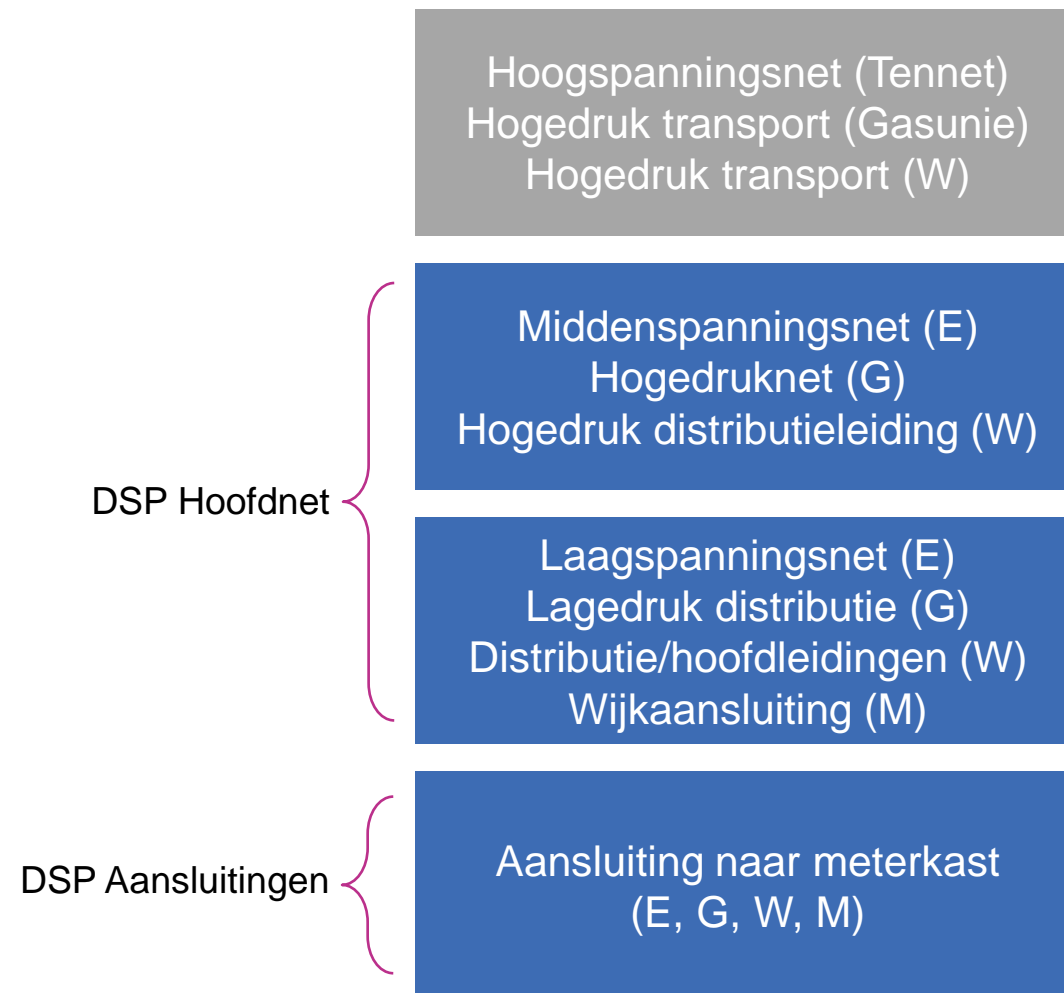 Hoogspanningsnet (Tennet)
Hogedruk transport (Gasunie)
Hogedruk transport (W)
Middenspanningsnet (E)
Hogedruknet (G)
Hogedruk distributieleiding (W)
DSP Hoofdnet
Laagspanningsnet (E)
Lagedruk distributie (G)
Distributie/hoofdleidingen (W)
Wijkaansluiting (M)
DSP Aansluitingen
Aansluiting naar meterkast
(E, G, W, M)